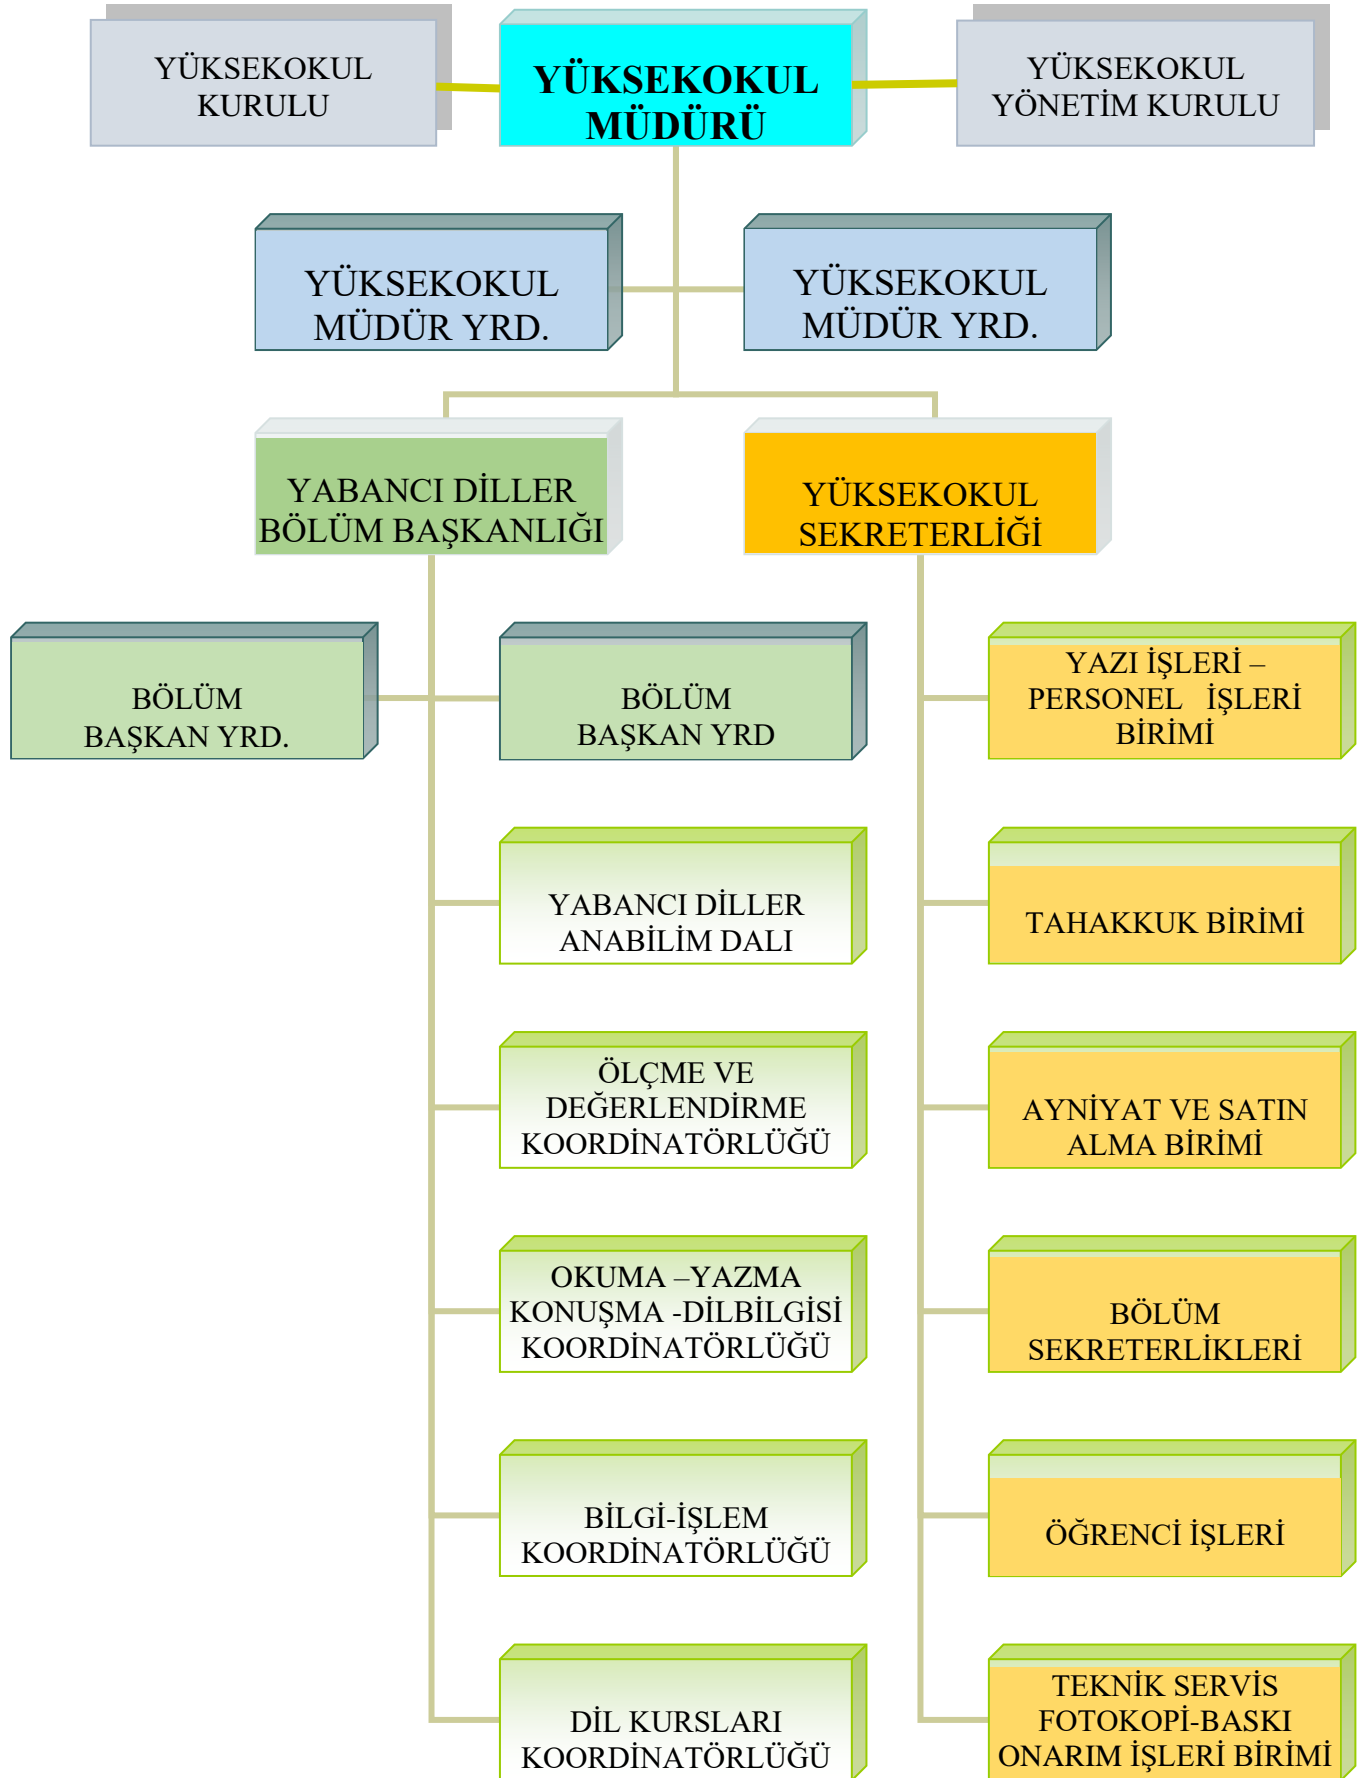 YÜKSEKOKUL
KURULU
YÜKSEKOKUL
MÜDÜRÜ
YÜKSEKOKUL
YÖNETİM KURULU
YÜKSEKOKUL
MÜDÜR YRD.
YÜKSEKOKUL
MÜDÜR YRD.
YABANCI DİLLER
BÖLÜM BAŞKANLIĞI
YÜKSEKOKUL
SEKRETERLİĞİ
BÖLÜM
BAŞKAN YRD.
BÖLÜM
BAŞKAN YRD
YAZI İŞLERİ –
PERSONEL İŞLERİ
BİRİMİ
YABANCI DİLLER
ANABİLİM DALI
TAHAKKUK BİRİMİ
ÖLÇME VE
DEĞERLENDİRME
KOORDİNATÖRLÜĞÜ
AYNİYAT VE SATIN
ALMA BİRİMİ
OKUMA –YAZMA
KONUŞMA -DİLBİLGİSİ
KOORDİNATÖRLÜĞÜ
BÖLÜM
SEKRETERLİKLERİ
BİLGİ-İŞLEM
KOORDİNATÖRLÜĞÜ
ÖĞRENCİ İŞLERİ
DİL KURSLARI
KOORDİNATÖRLÜĞÜ
TEKNİK SERVİS
FOTOKOPİ-BASKI
ONARIM İŞLERİ BİRİMİ